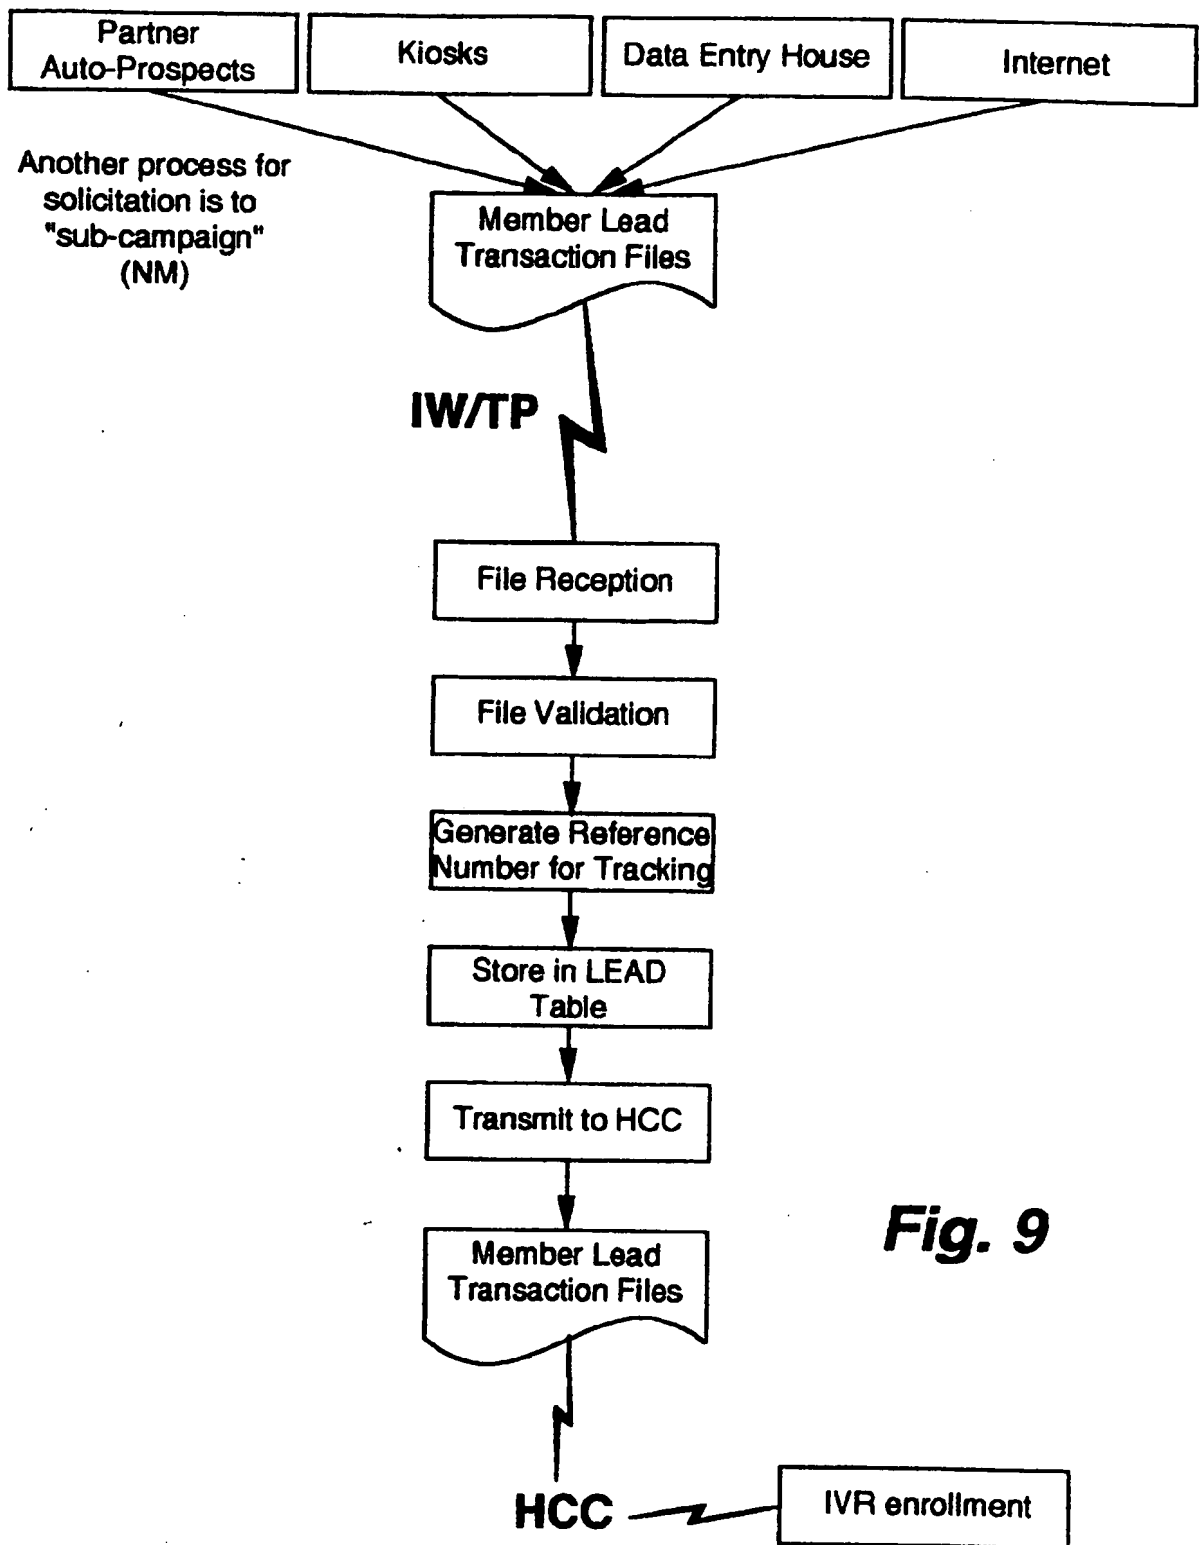 Partner
Auto-Prospects
Kiosks
Data Entry House
Internet
Another process for
solicitation is to
"sub-campaign"
(NM)
Member Lead
Transaction Files
IW/TP
File Reception
File Validation
Generate Reference
Number for Tracking
Store in LEAD
Table
Transmit to HCC
Member Lead
Transaction Files
Fig. 9
HCC
IVR enrollment